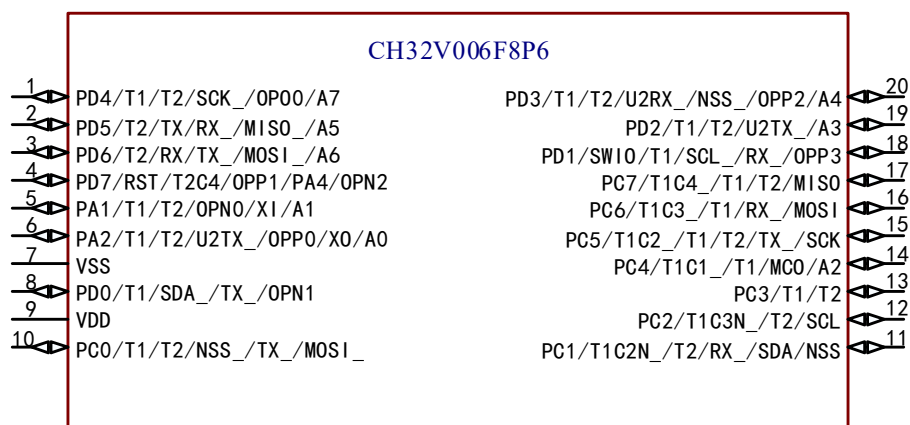 CH32V006F8P6
1 PD4/T1/T2/SCK_/OPO0/A7
2 PD5/T2/TX/RX_/MISO_/A5
3 PD6/T2/RX/TX_/MOSI_/A6
4 PD7/RST/T2C4/OPP1/PA4/OPN2
5 PA1/T1/T2/OPN0/XI/A1
6 PA2/T1/T2/U2TX_/OPP0/XO/A0
7 VSS
8 PD0/T1/SDA_/TX_/OPN1
9 VDD
10 PC0/T1/T2/NSS_/TX_/MOSI_
PD3/T1/T2/U2RX_/NSS_/OPP2/A4 20
PD2/T1/T2/U2TX_/A3 19
PD1/SWIO/T1/SCL_/RX_/OPP3 18
PC7/T1C4_/T1/T2/MISO 17
PC6/T1C3_/T1/RX_/MOSI 16
PC5/T1C2_/T1/T2/TX_/SCK 15
PC4/T1C1_/T1/MCO/A2 14
PC3/T1/T2 13
PC2/T1C3N_/T2/SCL 12
PC1/T1C2N_/T2/RX_/SDA/NSS 11